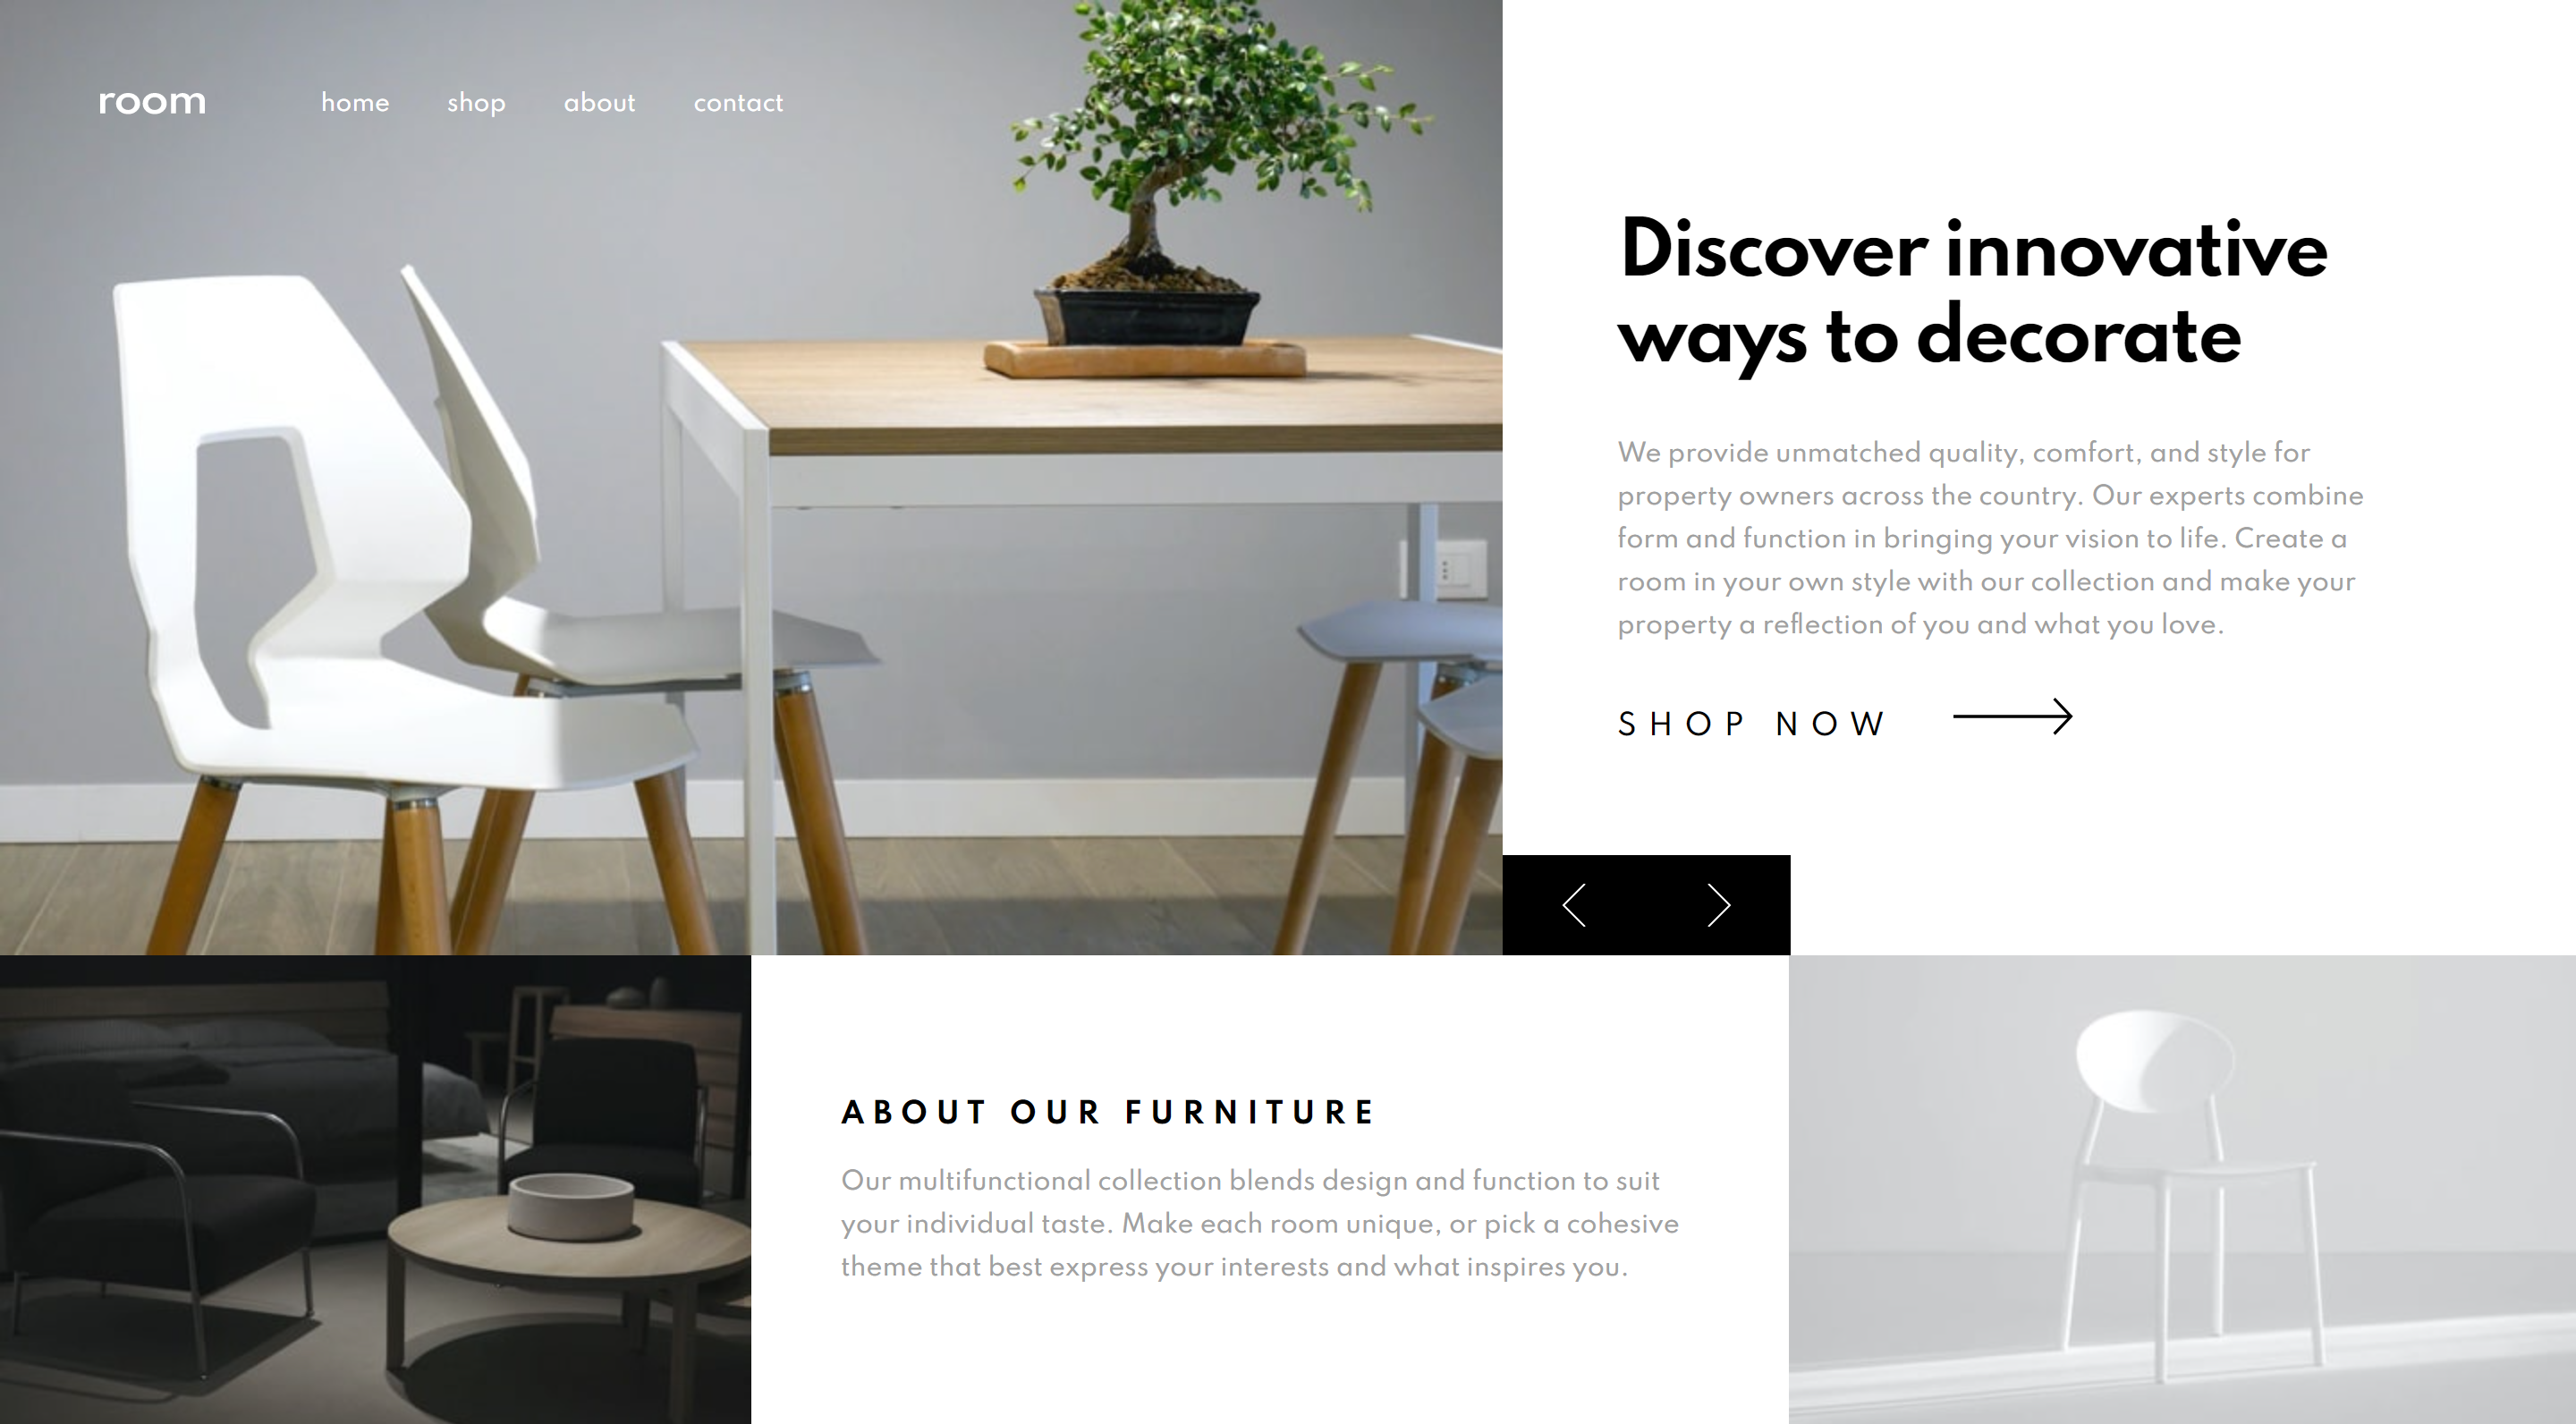 room
home shop about contact
Discover innovative
ways to decorate
We provide unmatched quality, comfort, and style for
property owners across the country. Our experts combine
form and function in bringing your vision to life. Create a
room in your own style with our collection and make your
property a reflection of you and what you love.
SHOP NOW
ABOUT OUR FURNITURE
Our multifunctional collection blends design and function to suit
your individual taste. Make each room unique, or pick a cohesive
theme that best express your interests and what inspires you.